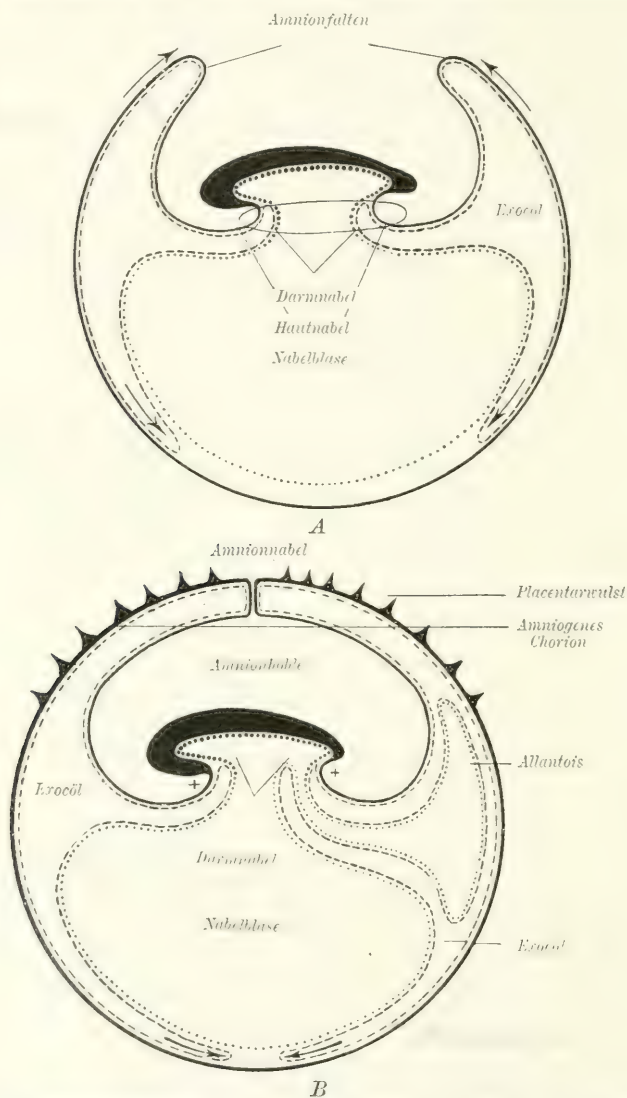 Amnionfalten
Exocöl
Darmnabel
Hautnabel
Nabelblase
A
Amnionnabel
Placentarwulst
Amniogenes
Chorion
Amnionhöhle
Allantois
Exocöl
Darmnabel
Nabelblase
Exocöl
B